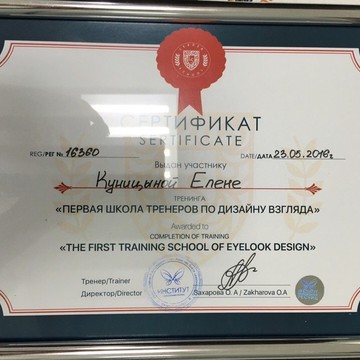 СЕРТИФИКАТ
SERTIFICATE
REG/РЕГ № 16360 DATE/ДАТА 23.05.2016г
Выдан участнику
Куницыной Елене
ТРЕНИНГА
«ПЕРВАЯ ШКОЛА ТРЕНЕРОВ ПО ДИЗАЙНУ ВЗГЛЯДА»
Awarded to
COMPLETION OF TRAINING
«THE FIRST TRAINING SCHOOL OF EYELOOK DESIGN»
Тренер/Trainer
Директор/Director Захарова О.А / Zakharova O.A
ИНСТИТУТ